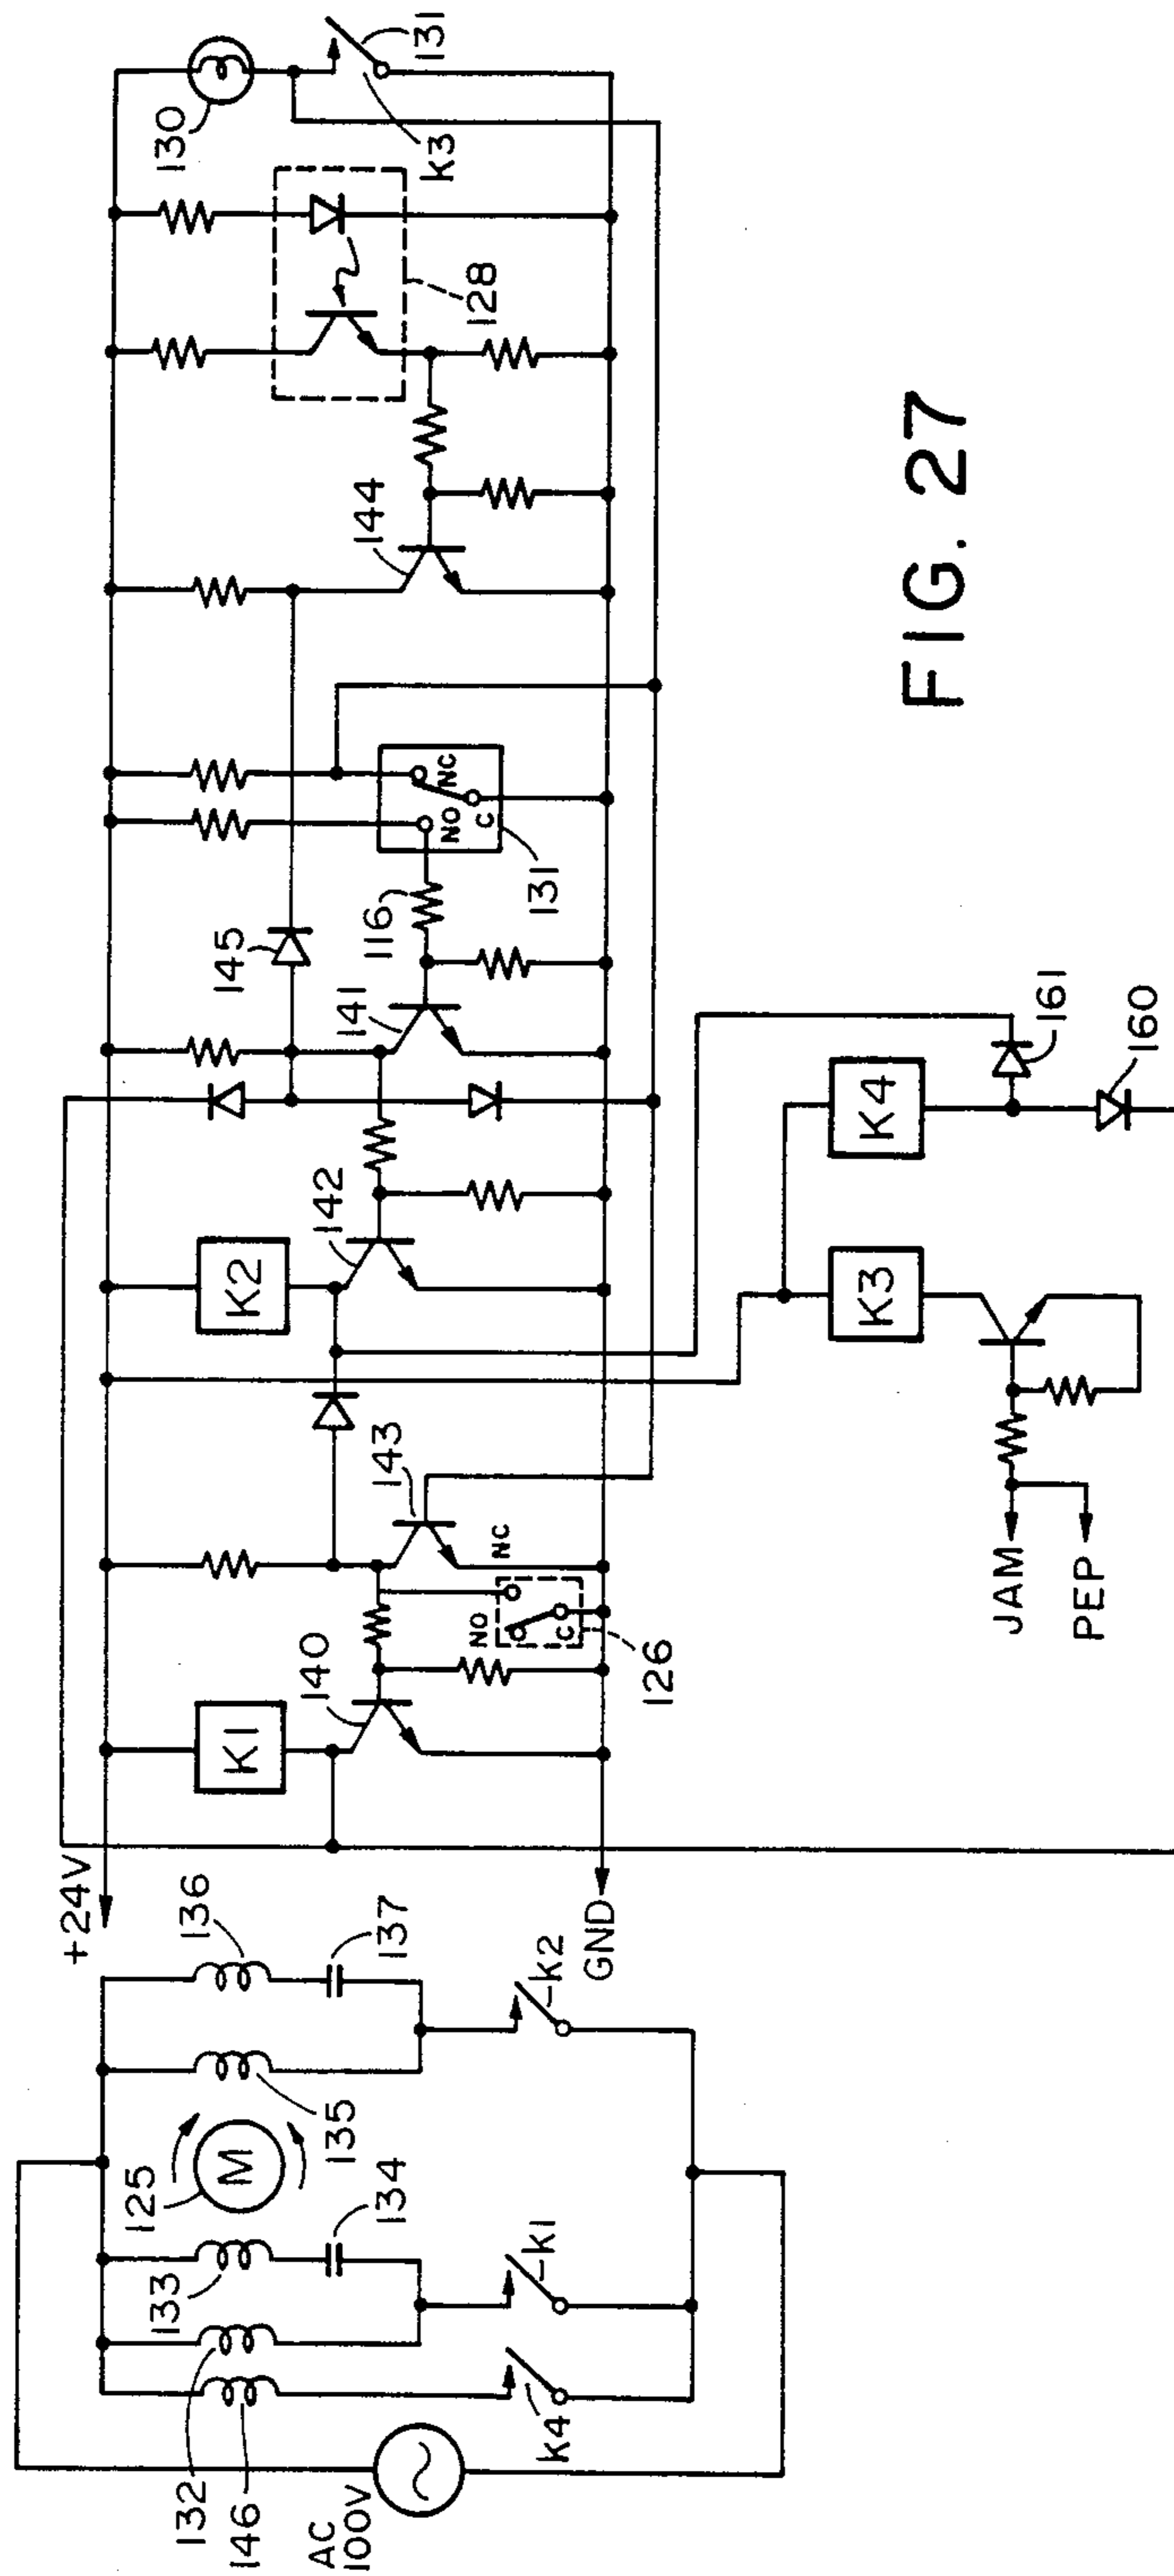 AC
100V
146
132
133
134
125
M
135
136
137
k4
k1
k2
+24V
GND
K1
140
NO
C
NC
126
143
K2
142
141
145
116
NO
NC
C
131
144
128
130
k3
131
JAM
PEP
K3
K4
161
160
FIG. 27